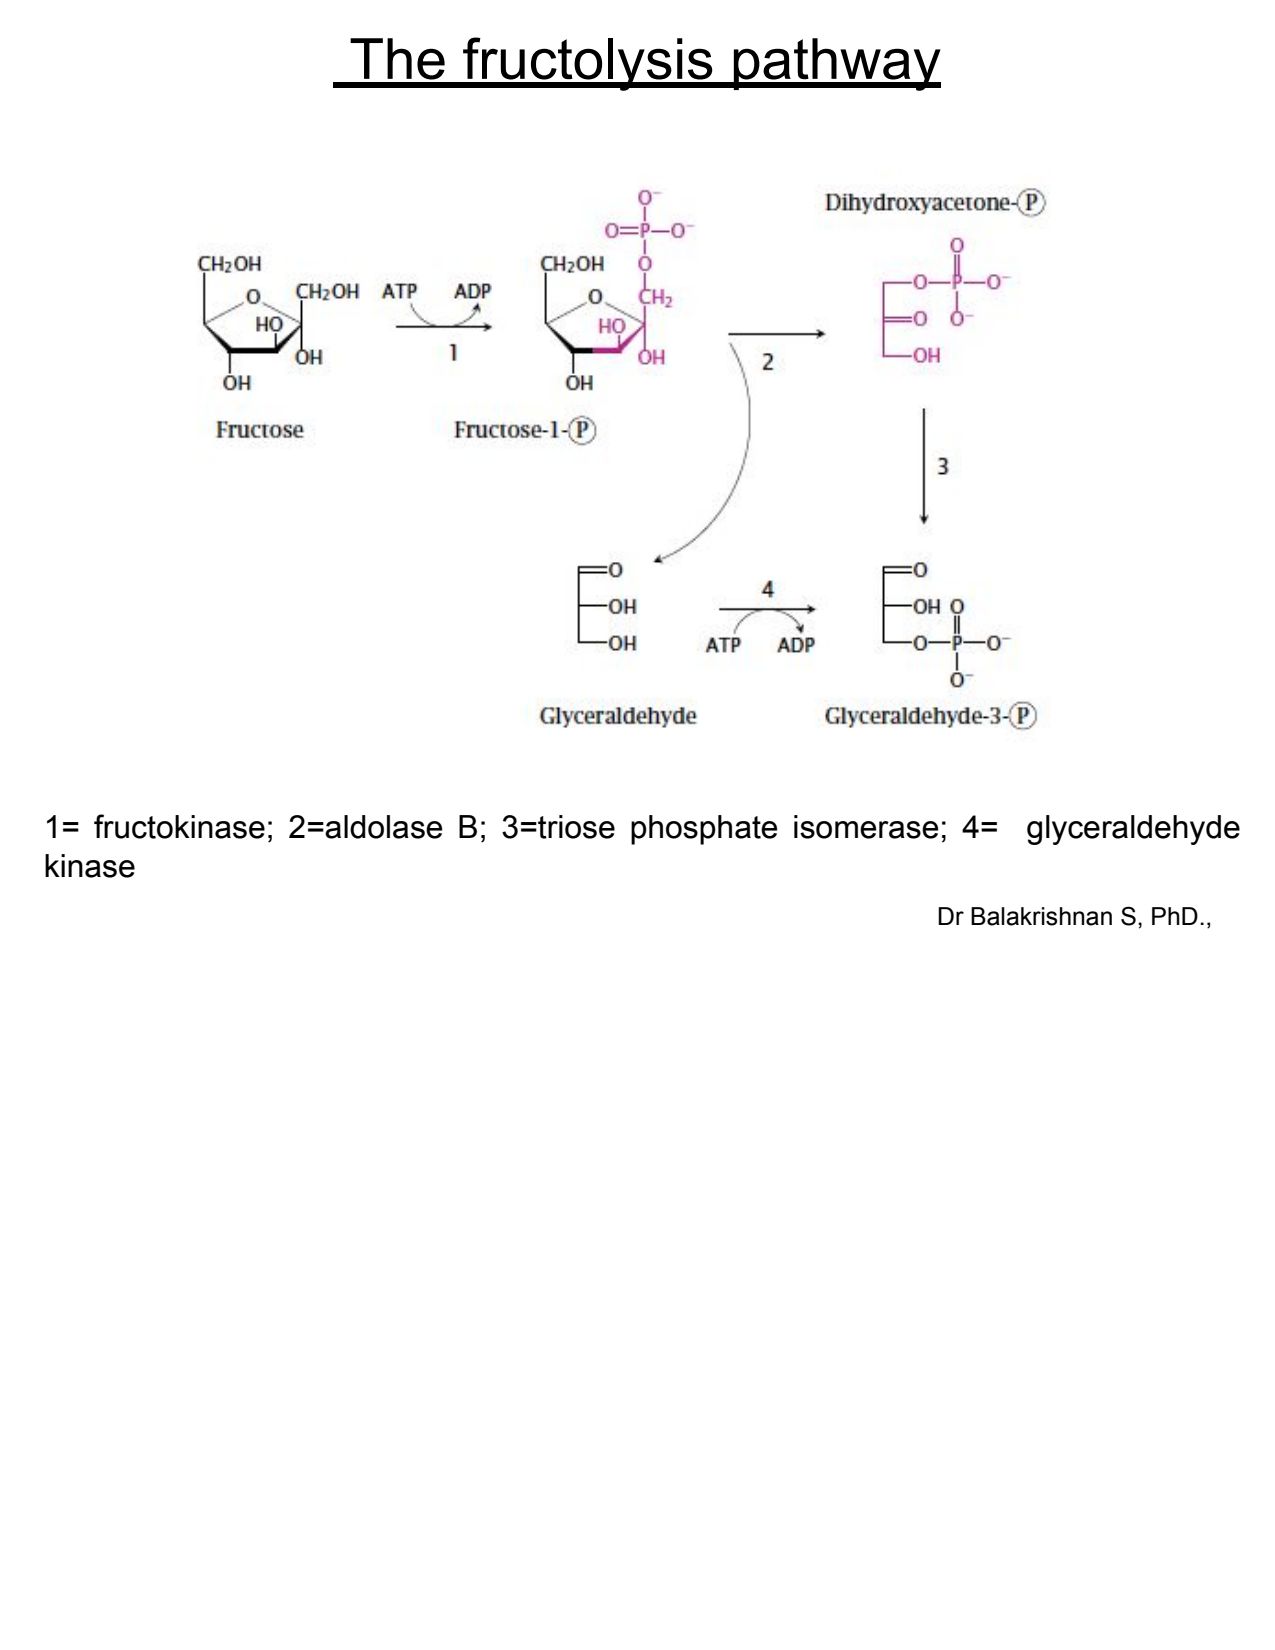 The fructolysis pathway
Dihydroxyacetone-P
O⁻
O=P—O⁻
O
CH₂
CH₂OH
O
HO
OH
OH
CH₂OH
O
CH₂OH
HO
OH
OH
ATP ADP
1
2
O
O—P—O⁻
O O⁻
OH
Fructose
Fructose-1-P
3
O
OH
OH
4
ATP ADP
O
OH O
O—P—O⁻
O⁻
Glyceraldehyde
Glyceraldehyde-3-P
1= fructokinase; 2=aldolase B; 3=triose phosphate isomerase; 4= glyceraldehyde
kinase
Dr Balakrishnan S, PhD.,